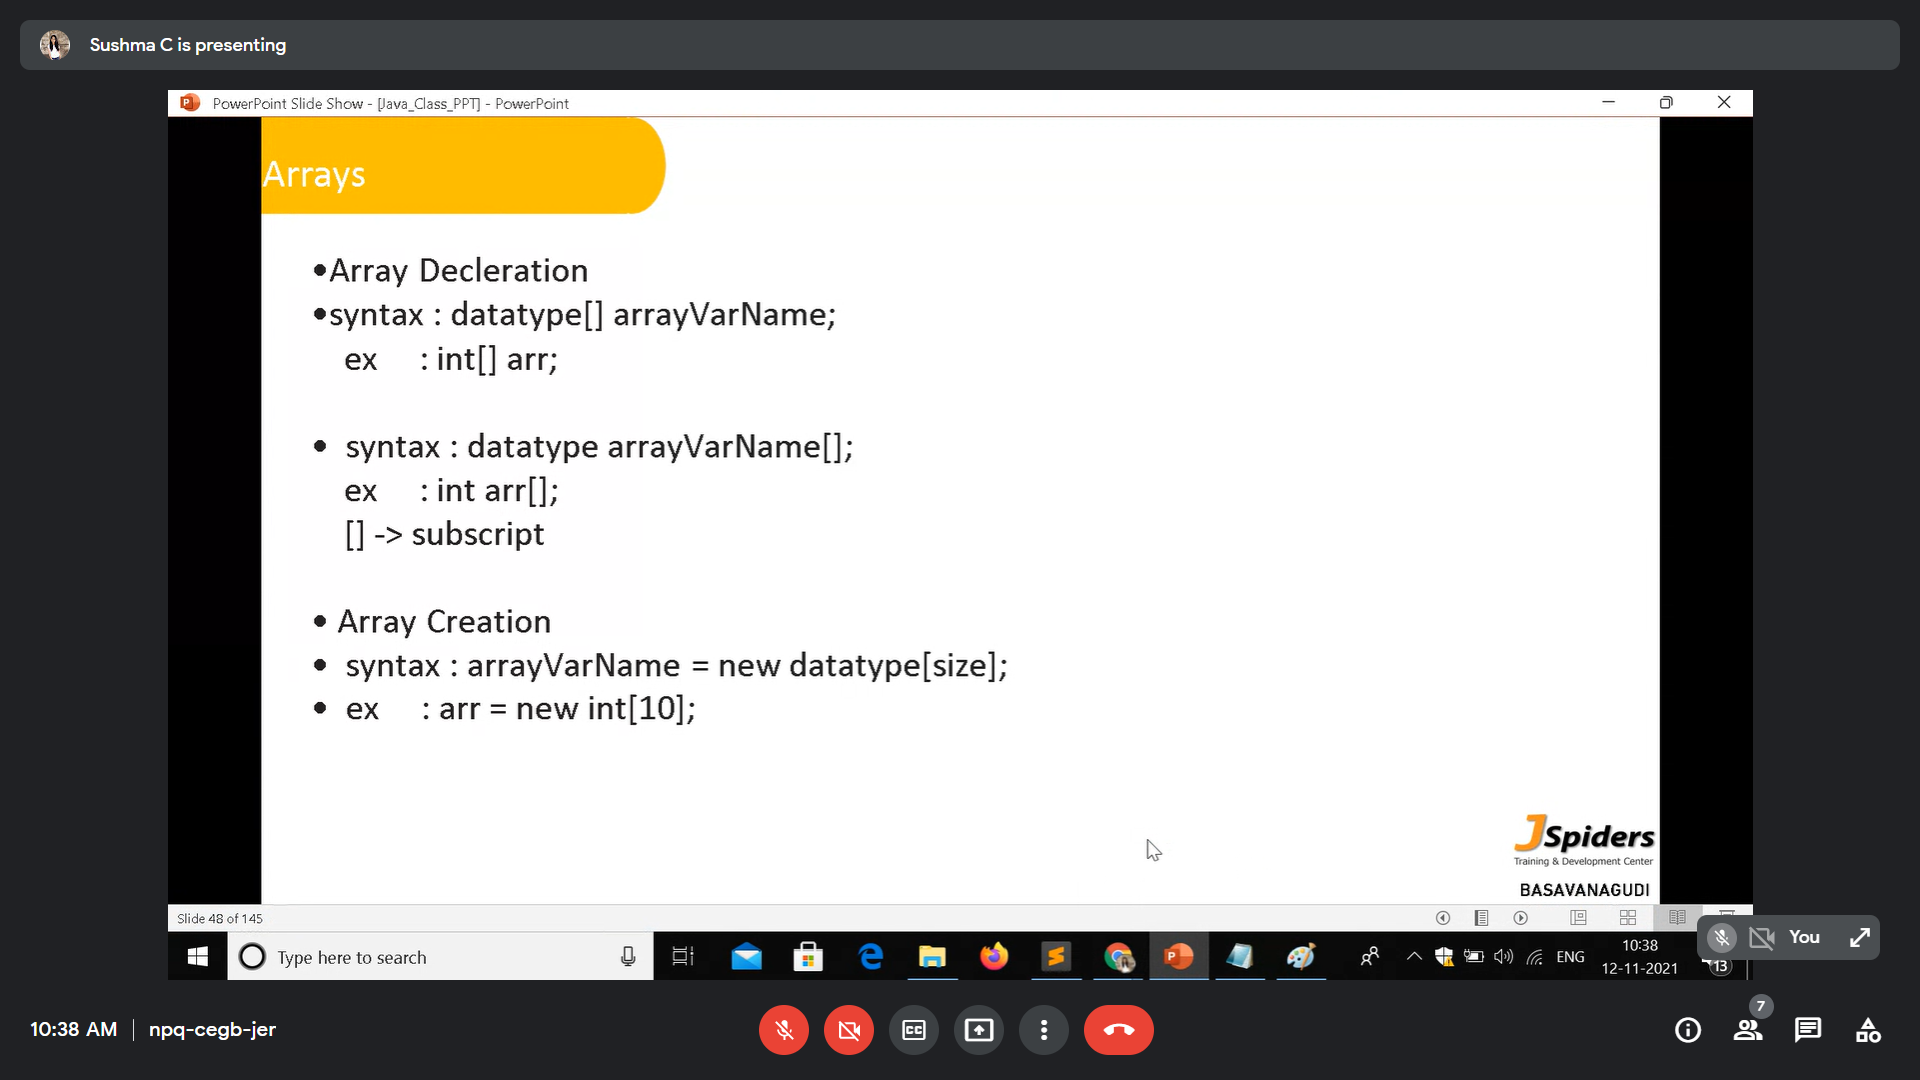 Sushma C is presenting
PowerPoint Slide Show - [Java_Class_PPT] - PowerPoint
Arrays
•Array Decleration
•syntax : datatype[] arrayVarName;
ex : int[] arr;
• syntax : datatype arrayVarName[];
ex : int arr[];
[] -> subscript
• Array Creation
• syntax : arrayVarName = new datatype[size];
• ex : arr = new int[10];
JSpiders
Training & Development Center
BASAVANAGUDI
Slide 48 of 145
Type here to search
ENG
10:38
12-11-2021
13
You
10:38 AM | npq-cegb-jer
CC
7